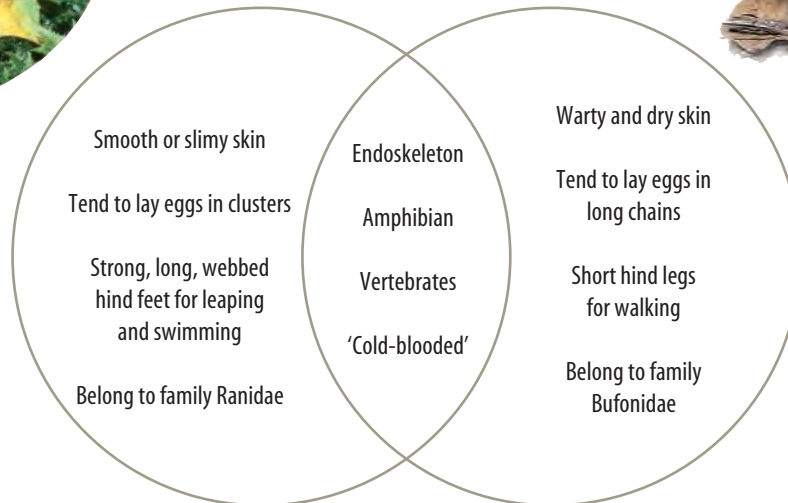 Smooth or slimy skin
Tend to lay eggs in clusters
Strong, long, webbed
hind feet for leaping
and swimming
Belong to family Ranidae
Endoskeleton
Amphibian
Vertebrates
‘Cold-blooded’
Warty and dry skin
Tend to lay eggs in
long chains
Short hind legs
for walking
Belong to family
Bufonidae